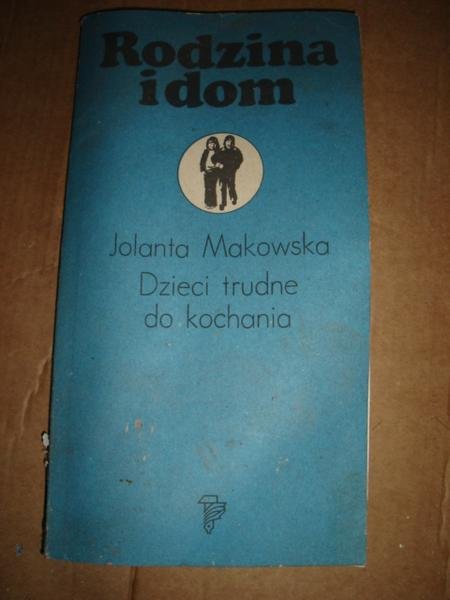 Rodzina
i dom
Jolanta Makowska
Dzieci trudne
do kochania